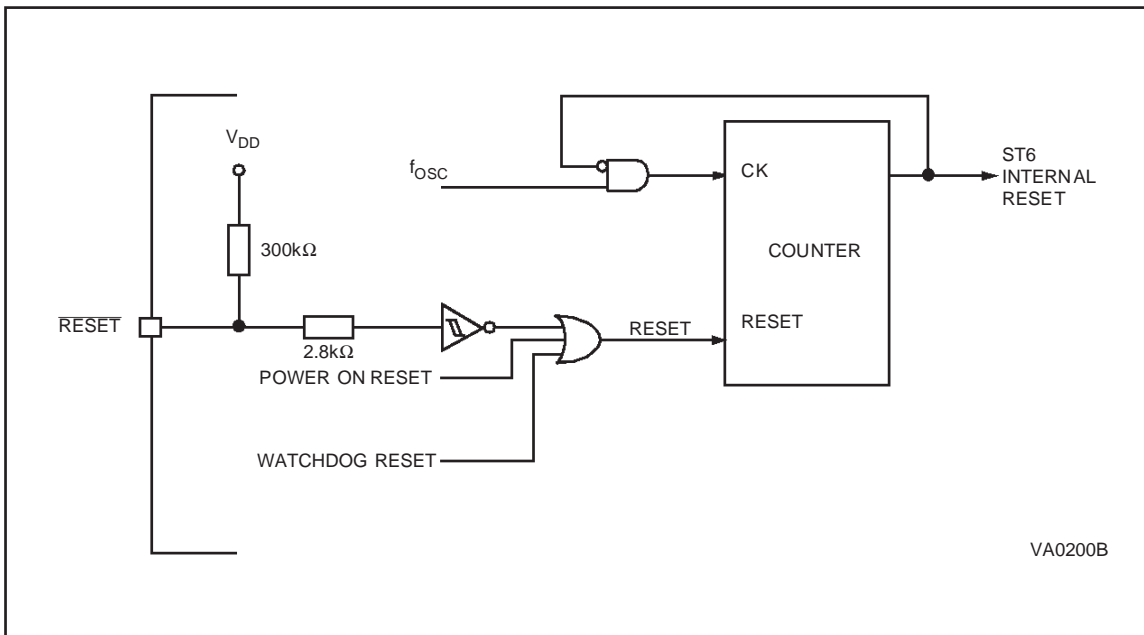 V_DD
300kΩ
RESET
2.8kΩ
POWER ON RESET
WATCHDOG RESET
f_OSC
RESET
CK
COUNTER
RESET
ST6
INTERNAL
RESET
VA0200B